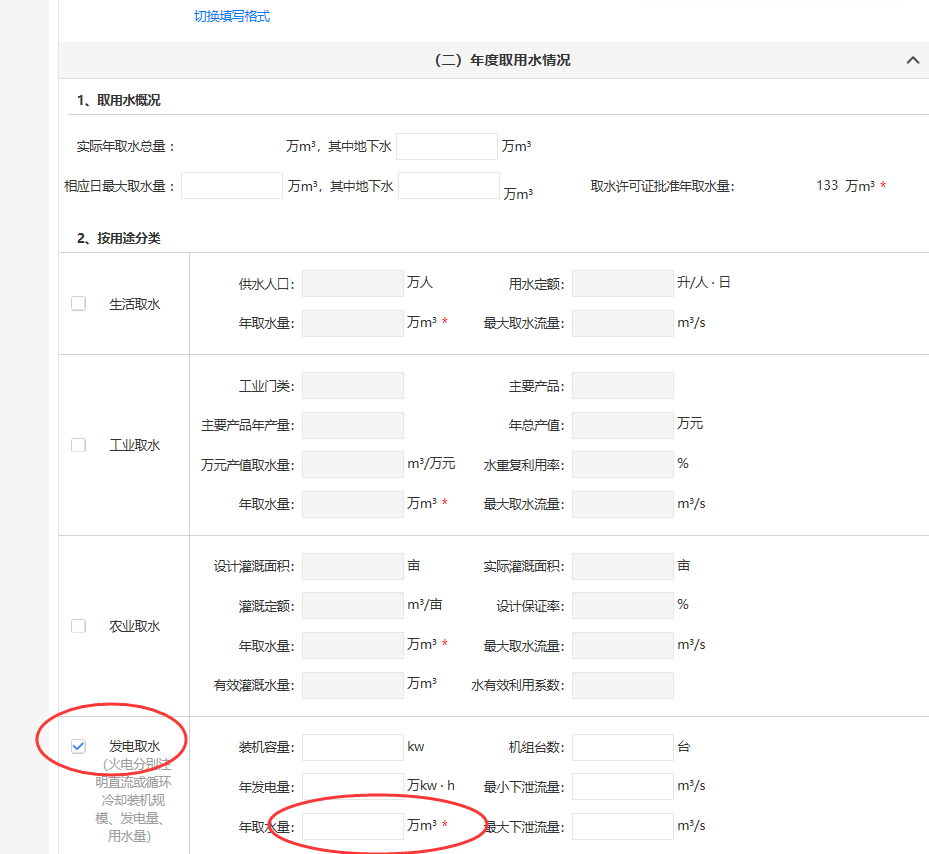 切换填写格式
（二）年度取用水情况
1、取用水概况
实际年取水总量： 万m³，其中地下水 万m³
相应日最大取水量： 万m³，其中地下水 万m³ 取水许可证批准年取水量： 133 万m³ *
2、按用途分类
生活取水
供水人口： 万人 用水定额： 升/人·日
年取水量： 万m³ * 最大取水流量： m³/s
工业取水
工业门类： 主要产品：
主要产品年产量： 年总产值： 万元
万元产值取水量： m³/万元 水重复利用率： %
年取水量： 万m³ * 最大取水流量： m³/s
农业取水
设计灌溉面积： 亩 实际灌溉面积： 亩
灌溉定额： m³/亩 设计保证率： %
年取水量： 万m³ * 最大取水流量： m³/s
有效灌溉水量： 万m³ 水有效利用系数：
发电取水
（火电分别注
明直流或循环
冷却装机规
模、发电量、
用水量）
装机容量： kw 机组台数： 台
年发电量： 万kw·h 最小下泄流量： m³/s
年取水量： 万m³ * 最大下泄流量： m³/s